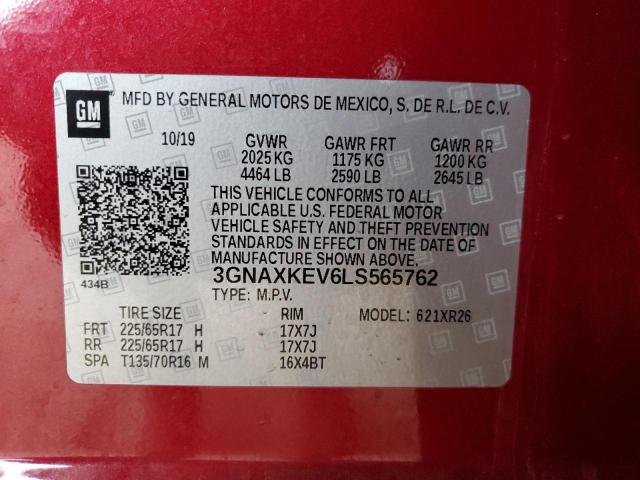 GM MFD BY GENERAL MOTORS DE MEXICO, S. DE R.L. DE C.V.
10/19 GVWR GAWR FRT GAWR RR
2025 KG 1175 KG 1200 KG
4464 LB 2590 LB 2645 LB
THIS VEHICLE CONFORMS TO ALL
APPLICABLE U.S. FEDERAL MOTOR
VEHICLE SAFETY AND THEFT PREVENTION
STANDARDS IN EFFECT ON THE DATE OF
MANUFACTURE SHOWN ABOVE.
434B 3GNAXKEV6LS565762
TYPE: M.P.V.
TIRE SIZE RIM MODEL: 621XR26
FRT 225/65R17 H 17X7J
RR 225/65R17 H 17X7J
SPA T135/70R16 M 16X4BT